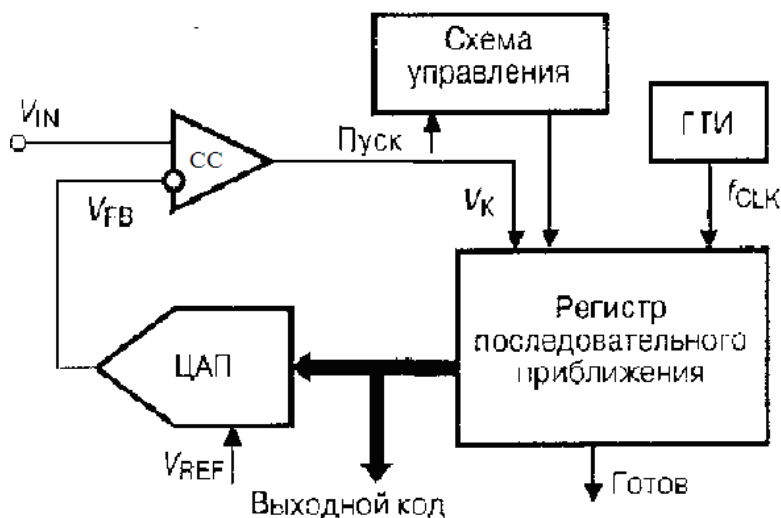 Схема
управления
V_IN
CC
Пуск
ГТИ
V_FB
V_K
f_CLK
Регистр
последовательного
приближения
ЦАП
V_REF
Готов
Выходной код